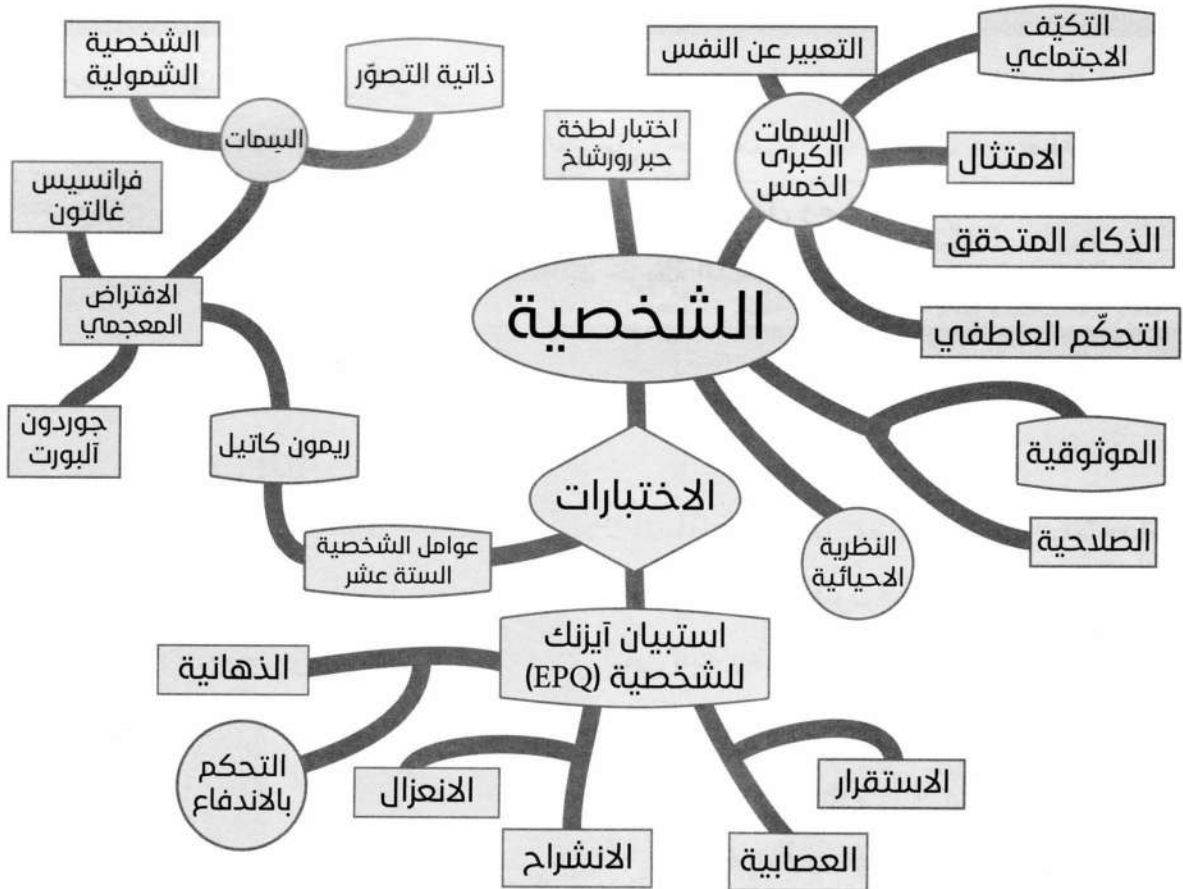 التكيّف
الاجتماعي
التعبير عن النفس
الشخصية
الشمولية
ذاتية التصوّر
السِمات
السمات
الكبرى
الخمس
اختبار لطخة
حبر رورشاخ
الامتثال
فرانسيس
غالتون
الذكاء المتحقق
الافتراض
المعجمي
الشخصية
التحكّم العاطفي
جوردون
آلبورت
ريمون كاتيل
الموثوقية
الاختبارات
الصلاحية
النظرية
الاحيائية
عوامل الشخصية
الستة عشر
استبيان آيزنك
للشخصية (EPQ)
الذهانية
التحكم
بالاندفاع
الانعزال
الاستقرار
الانشراح
العصابية